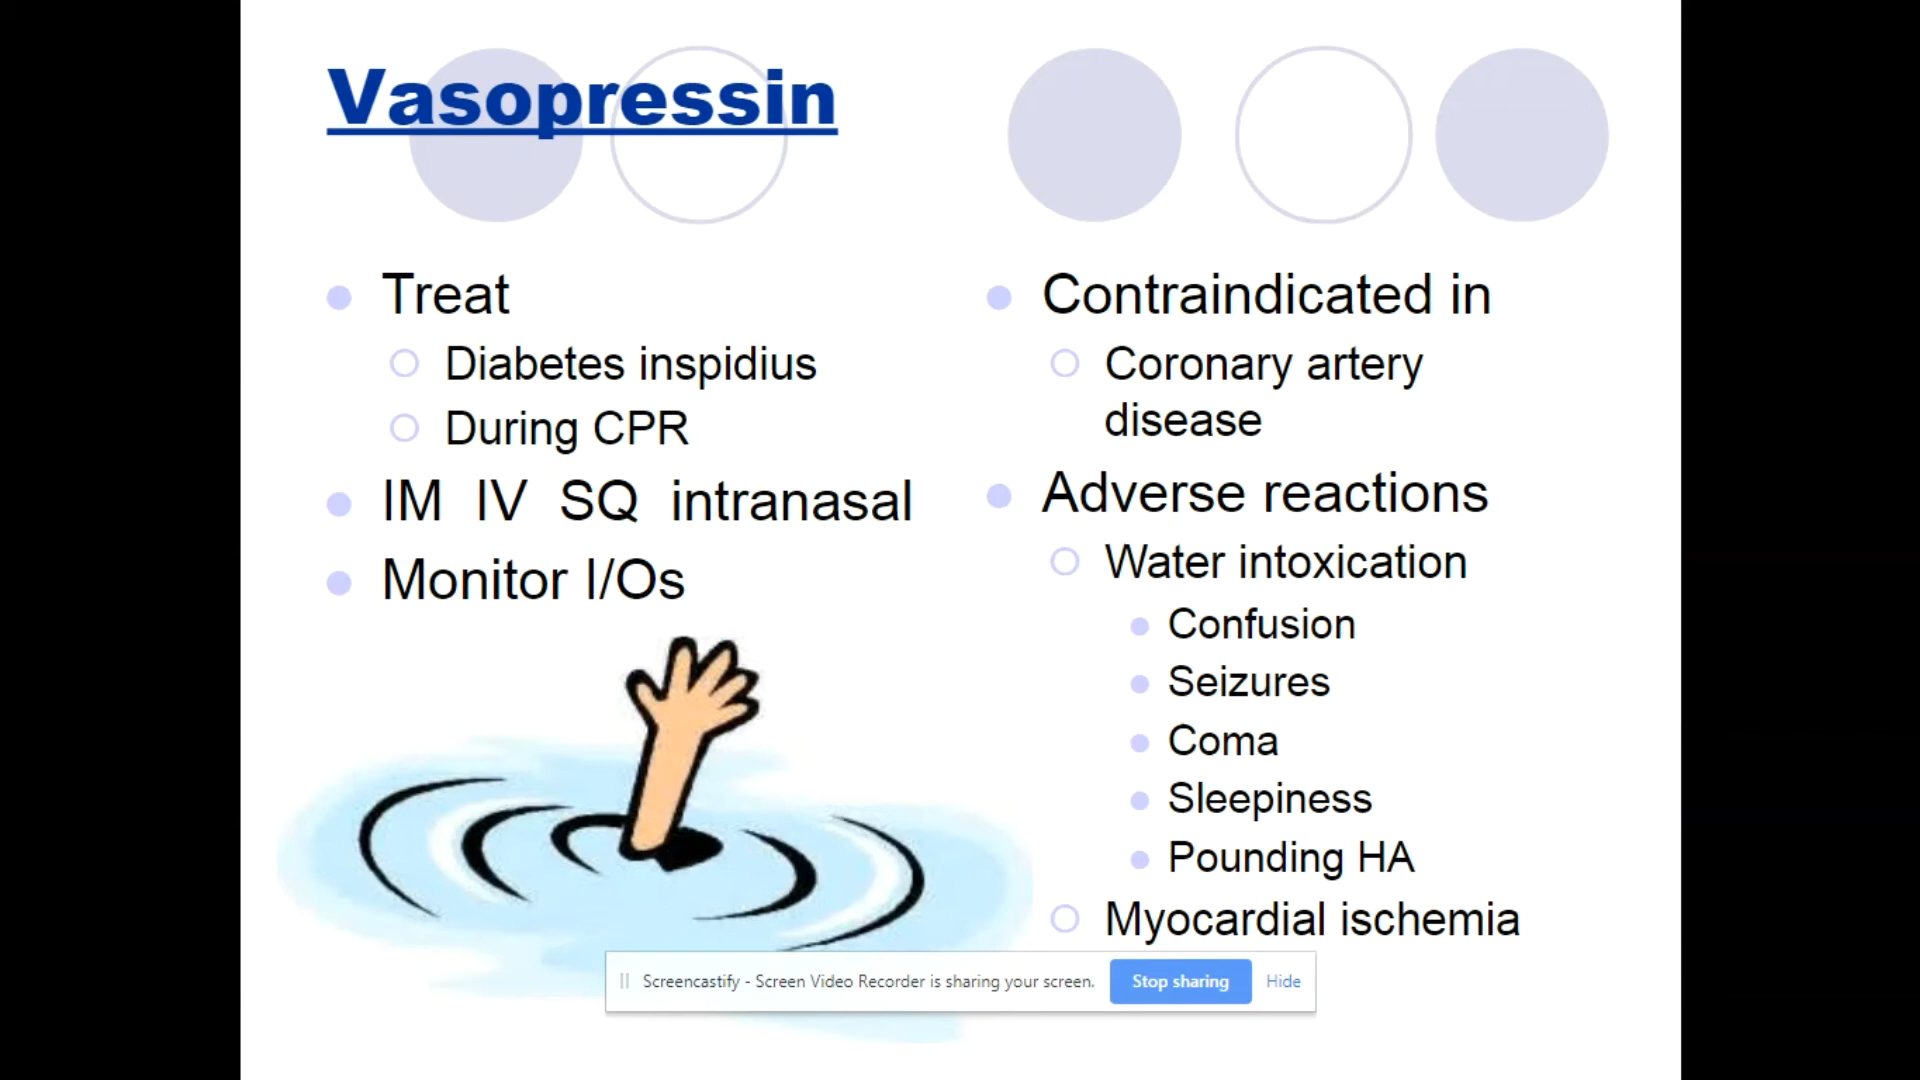 Vasopressin
Treat
Diabetes inspidius
During CPR
IM IV SQ intranasal
Monitor I/Os
Contraindicated in
Coronary artery
disease
Adverse reactions
Water intoxication
Confusion
Seizures
Coma
Sleepiness
Pounding HA
Myocardial ischemia
Screencastify - Screen Video Recorder is sharing your screen. Stop sharing Hide